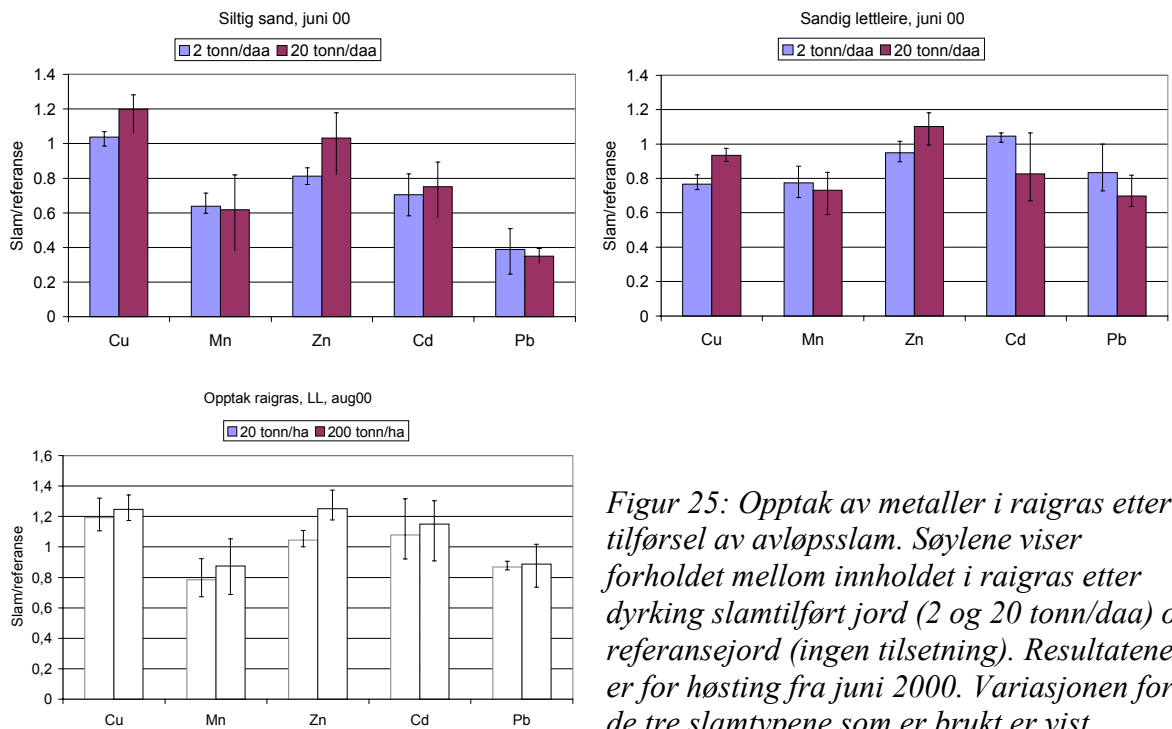 Siltig sand, juni 00
2 tonn/daa 20 tonn/daa
Slam/referanse
1.4
1.2
1
0.8
0.6
0.4
0.2
0
Cu Mn Zn Cd Pb
Sandig lettleire, juni 00
2 tonn/daa 20 tonn/daa
Slam/referanse
1.4
1.2
1
0.8
0.6
0.4
0.2
0
Cu Mn Zn Cd Pb
Opptak raigras, LL, aug00
20 tonn/ha 200 tonn/ha
Slam/referanse
1,6
1,4
1,2
1
0,8
0,6
0,4
0,2
0
Cu Mn Zn Cd Pb
Figur 25: Opptak av metaller i raigras etter
tilførsel av avløpsslam. Søylene viser
forholdet mellom innholdet i raigras etter
dyrking slamtilført jord (2 og 20 tonn/daa) o
referansejord (ingen tilsetning). Resultatene
er for høsting fra juni 2000. Variasjonen for
de tre slamtypene som er brukt er vist